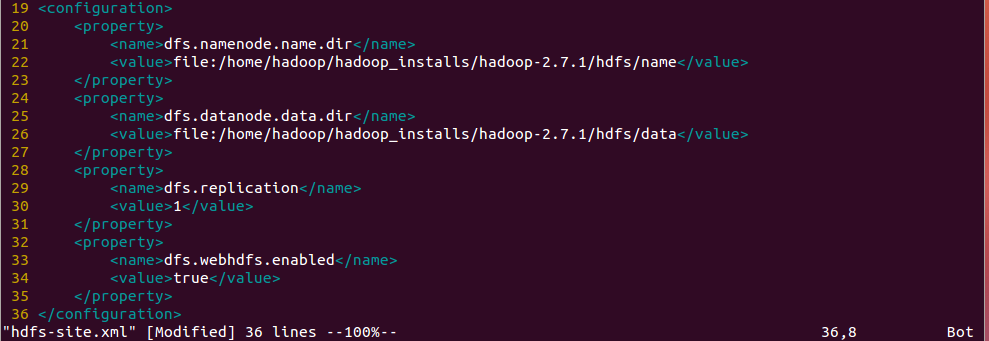 19 <configuration>
20     <property>
21         <name>dfs.namenode.name.dir</name>
22         <value>file:/home/hadoop/hadoop_installs/hadoop-2.7.1/hdfs/name</value>
23     </property>
24     <property>
25         <name>dfs.datanode.data.dir</name>
26         <value>file:/home/hadoop/hadoop_installs/hadoop-2.7.1/hdfs/data</value>
27     </property>
28     <property>
29         <name>dfs.replication</name>
30         <value>1</value>
31     </property>
32     <property>
33         <name>dfs.webhdfs.enabled</name>
34         <value>true</value>
35     </property>
36 </configuration>
"hdfs-site.xml" [Modified] 36 lines --100%-- 36,8 Bot